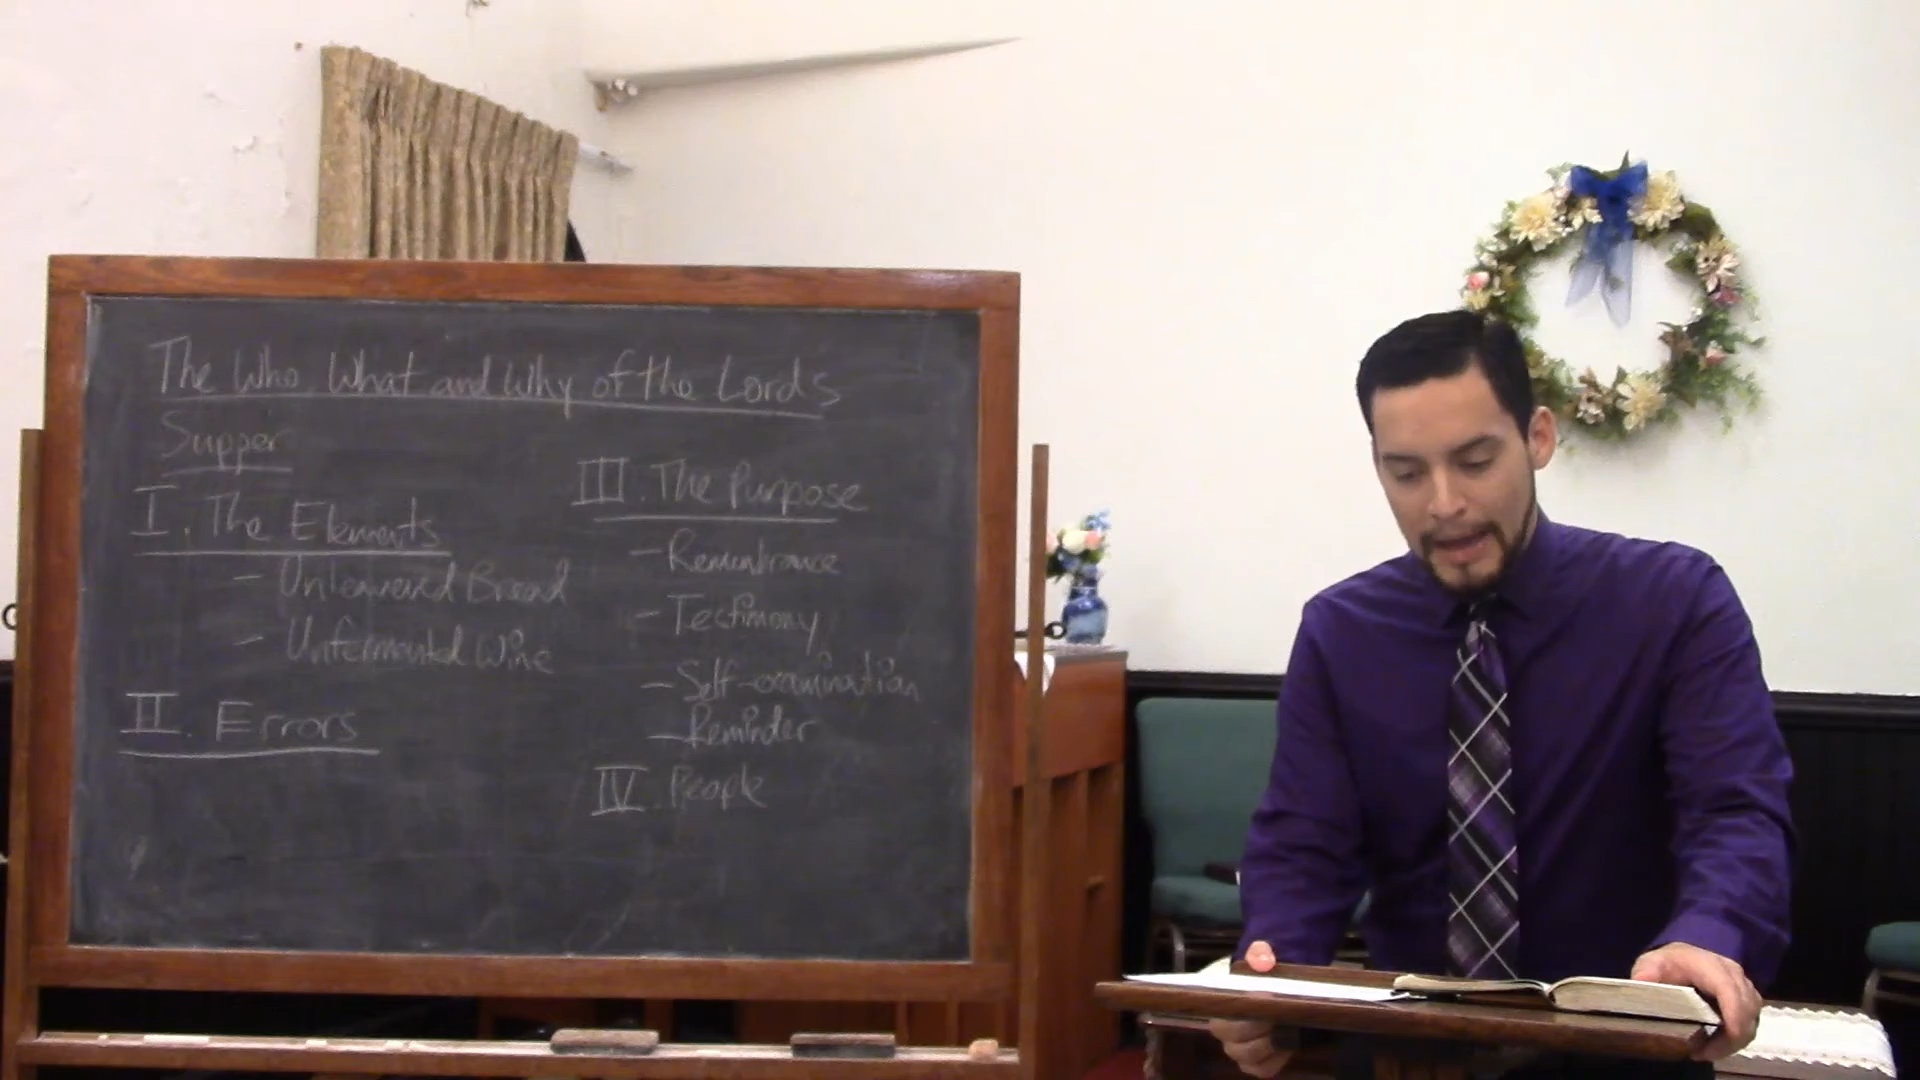 The Who, What and Why of the Lord's
Supper
I. The Elements
- Unleavened Bread
- Unfermented Wine
II. Errors
III. The Purpose
- Remembrance
- Testimony
- Self-examination
- Reminder
IV. People